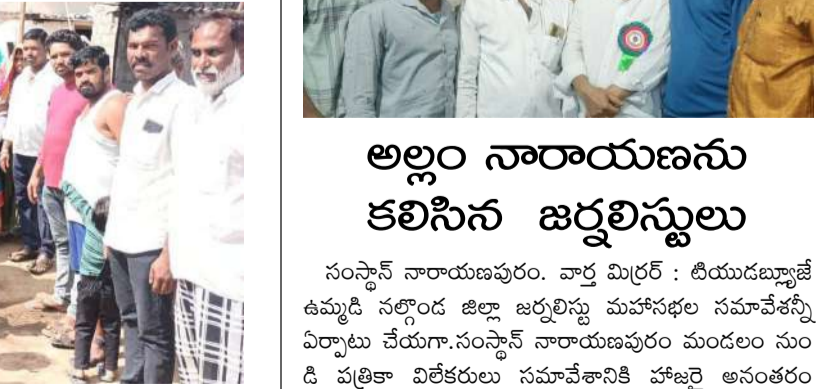 అల్లం నారాయణను
కలిసిన జర్నలిస్టులు
సంస్థాన్ నారాయణపురం. వార్త మిర్రర్ : టియుడబ్ల్యూజే
ఉమ్మడి నల్గొండ జిల్లా జర్నలిస్టు మహాసభల సమావేశన్ని
ఏర్పాటు చేయగా.సంస్థాన్ నారాయణపురం మండలం నుం
డి పత్రికా విలేకరులు సమావేశానికి హాజరై అనంతరం